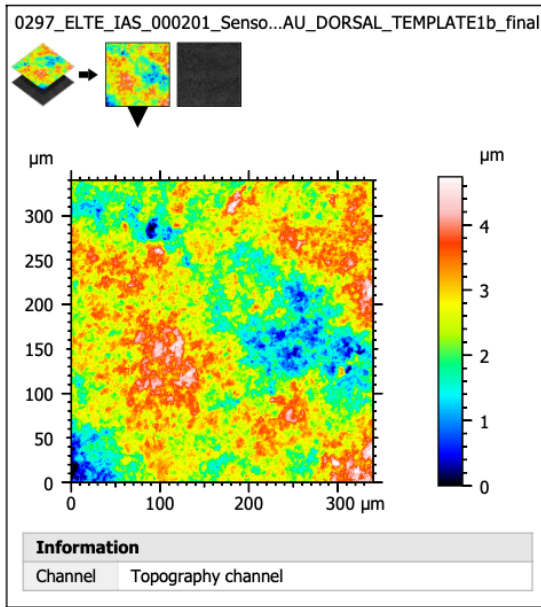 0297_ELTE_IAS_000201_Senso...AU_DORSAL_TEMPLATE1b_final
µm
µm
300
250
200
150
100
50
0
0 100 200 300 µm
4
3
2
1
0
Information
Channel Topography channel